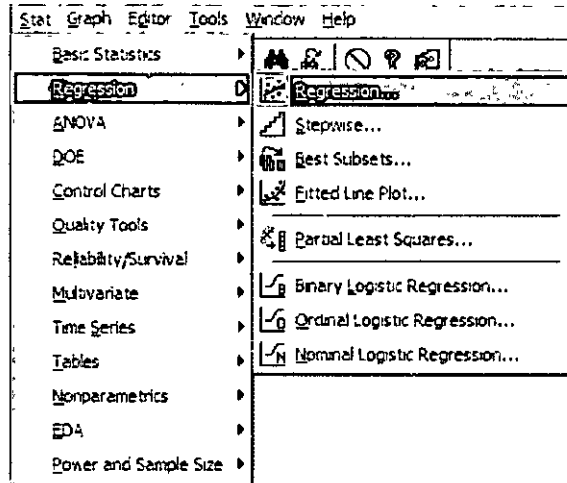 Stat Graph Editor Tools Window Help
Basic Statistics
Regression
ANOVA
DOE
Control Charts
Quality Tools
Reliability/Survival
Multivariate
Time Series
Tables
Nonparametrics
EDA
Power and Sample Size
Regression...
Stepwise...
Best Subsets...
Fitted Line Plot...
Partial Least Squares...
Binary Logistic Regression...
Ordinal Logistic Regression...
Nominal Logistic Regression...